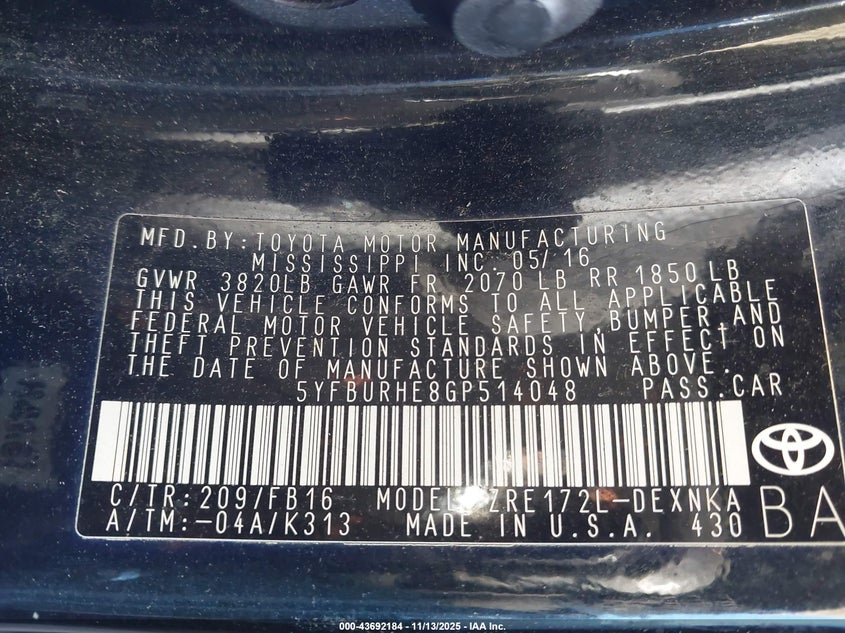 MFD.BY:TOYOTA MOTOR MANUFACTURING
MISSISSIPPI INC. 05/16
GVWR 3820LB GAWR FR 2070 LB RR 1850 LB
THIS VEHICLE CONFORMS TO ALL APPLICABLE
FEDERAL MOTOR VEHICLE SAFETY,BUMPER,AND
THEFT PREVENTION STANDARDS IN EFFECT ON
THE DATE OF MANUFACTURE SHOWN ABOVE.
5YFBURHE8GP514048 PASS.CAR
C/TR:209/FB16 MODEL ZRE172L-DEXNKA
A/TM:-04A/K313 MADE IN U.S.A. 430
BA
000-43692184 - 11/13/2025 - IAA Inc.